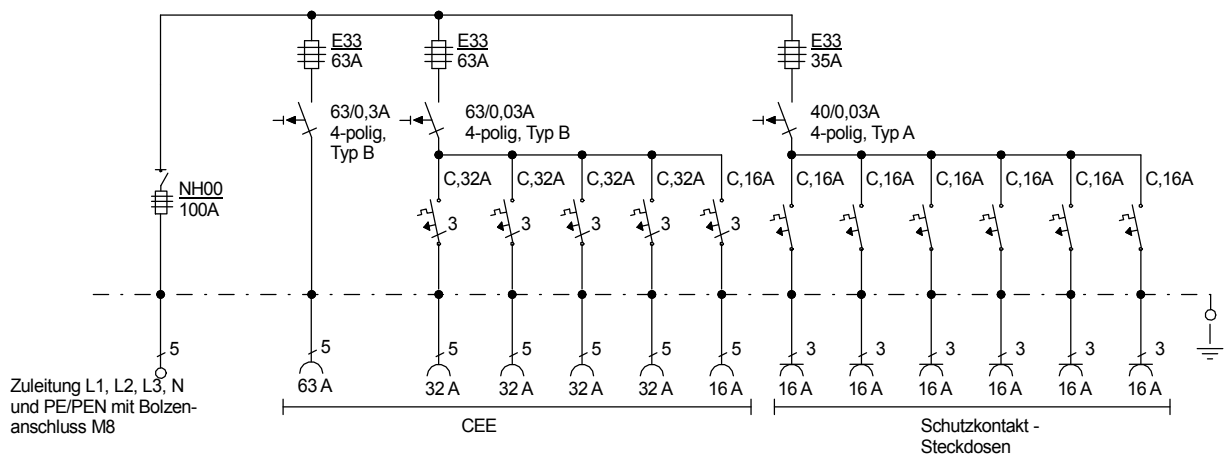 E33
63A
E33
63A
E33
35A
63/0,3A
4-polig,
Typ B
63/0,03A
4-polig, Typ B
40/0,03A
4-polig, Typ A
NH00
100A
C,32A
C,32A
C,32A
C,32A
C,16A
C,16A
C,16A
C,16A
C,16A
C,16A
C,16A
3
3
3
3
3
5
5
5
5
5
5
5
3
3
3
3
3
3
63 A
32 A
32 A
32 A
32 A
16 A
16 A
16 A
16 A
16 A
16 A
16 A
Zuleitung L1, L2, L3, N
und PE/PEN mit Bolzen-
anschluss M8
CEE
Schutzkontakt -
Steckdosen